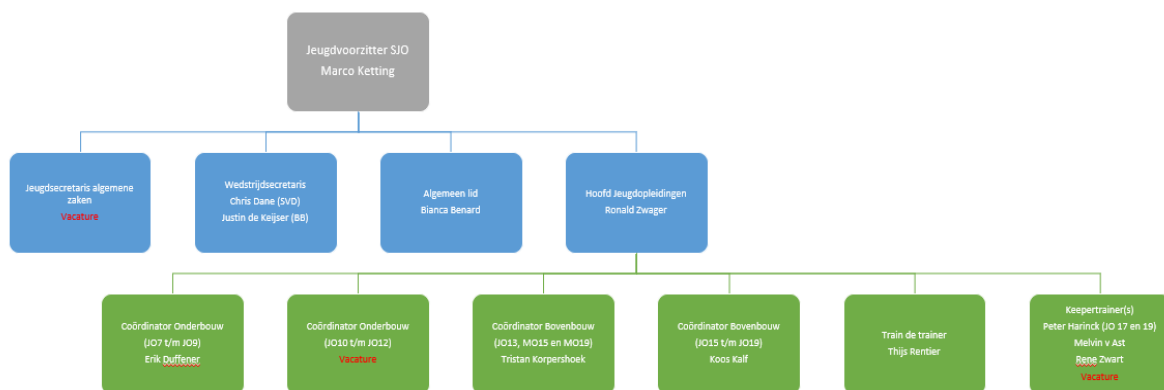 Jeugdvoorzitter SJO
Marco Ketting
Jeugdsecretaris algemene
zaken
Vacature
Wedstrijdsecretaris
Chris Dane (SVD)
Justin de Keijser (BB)
Algemeen lid
Bianca Benard
Hoofd Jeugdopleidingen
Ronald Zwager
Coördinator Onderbouw
(JO7 t/m JO9)
Erik Duffener
Coördinator Onderbouw
(JO10 t/m JO12)
Vacature
Coördinator Bovenbouw
(JO13, MO15 en MO19)
Tristan Korpershoek
Coördinator Bovenbouw
(JO15 t/m JO19)
Koos Kalf
Train de trainer
Thijs Rentier
Keepertrainer(s)
Peter Harinck (JO 17 en 19)
Melvin v Ast
Rene Zwart
Vacature